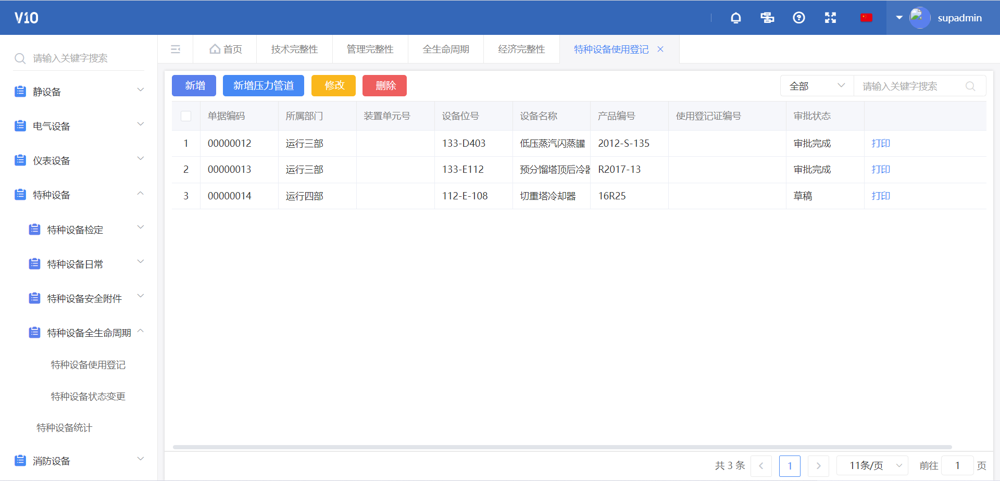 V10
supadmin
请输入关键字搜索
静设备
电气设备
仪表设备
特种设备
特种设备检定
特种设备日常
特种设备安全附件
特种设备全生命周期
特种设备使用登记
特种设备状态变更
特种设备统计
消防设备
首页 技术完整性 管理完整性 全生命周期 经济完整性 特种设备使用登记
新增 新增压力管道 修改 删除 全部 请输入关键字搜索
单据编码 所属部门 装置单元号 设备位号 设备名称 产品编号 使用登记证编号 审批状态
1 00000012 运行三部 133-D403 低压蒸汽闪蒸罐 2012-S-135 审批完成 打印
2 00000013 运行三部 133-E112 预分馏塔顶后冷器 R2017-13 审批完成 打印
3 00000014 运行四部 112-E-108 切重塔冷却器 16R25 草稿 打印
共 3 条 1 11条/页 前往 1 页